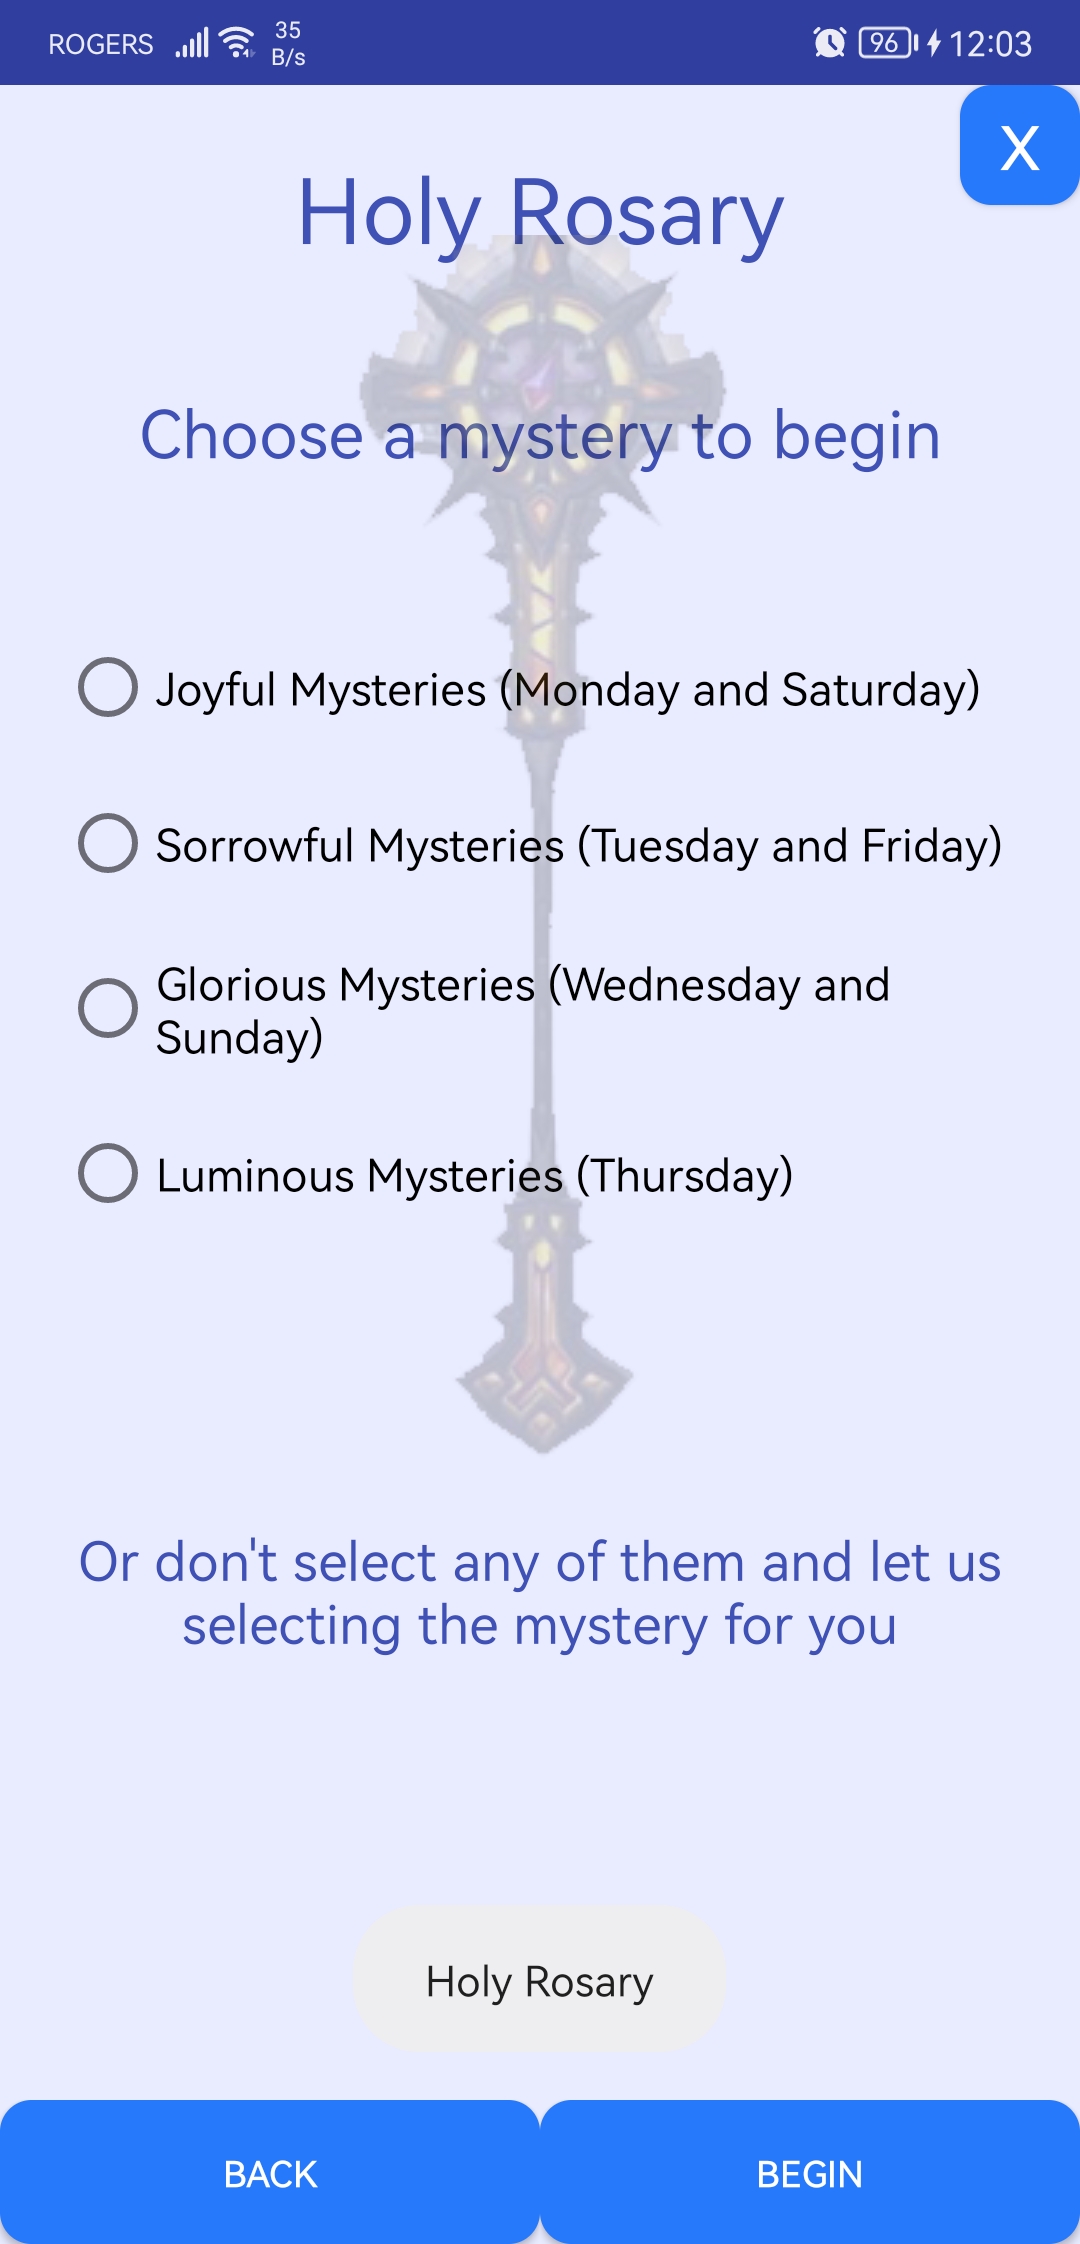 ROGERS 35 B/s 96 12:03
X
Holy Rosary
Choose a mystery to begin
Joyful Mysteries (Monday and Saturday)
Sorrowful Mysteries (Tuesday and Friday)
Glorious Mysteries (Wednesday and
Sunday)
Luminous Mysteries (Thursday)
Or don't select any of them and let us
selecting the mystery for you
Holy Rosary
BACK BEGIN